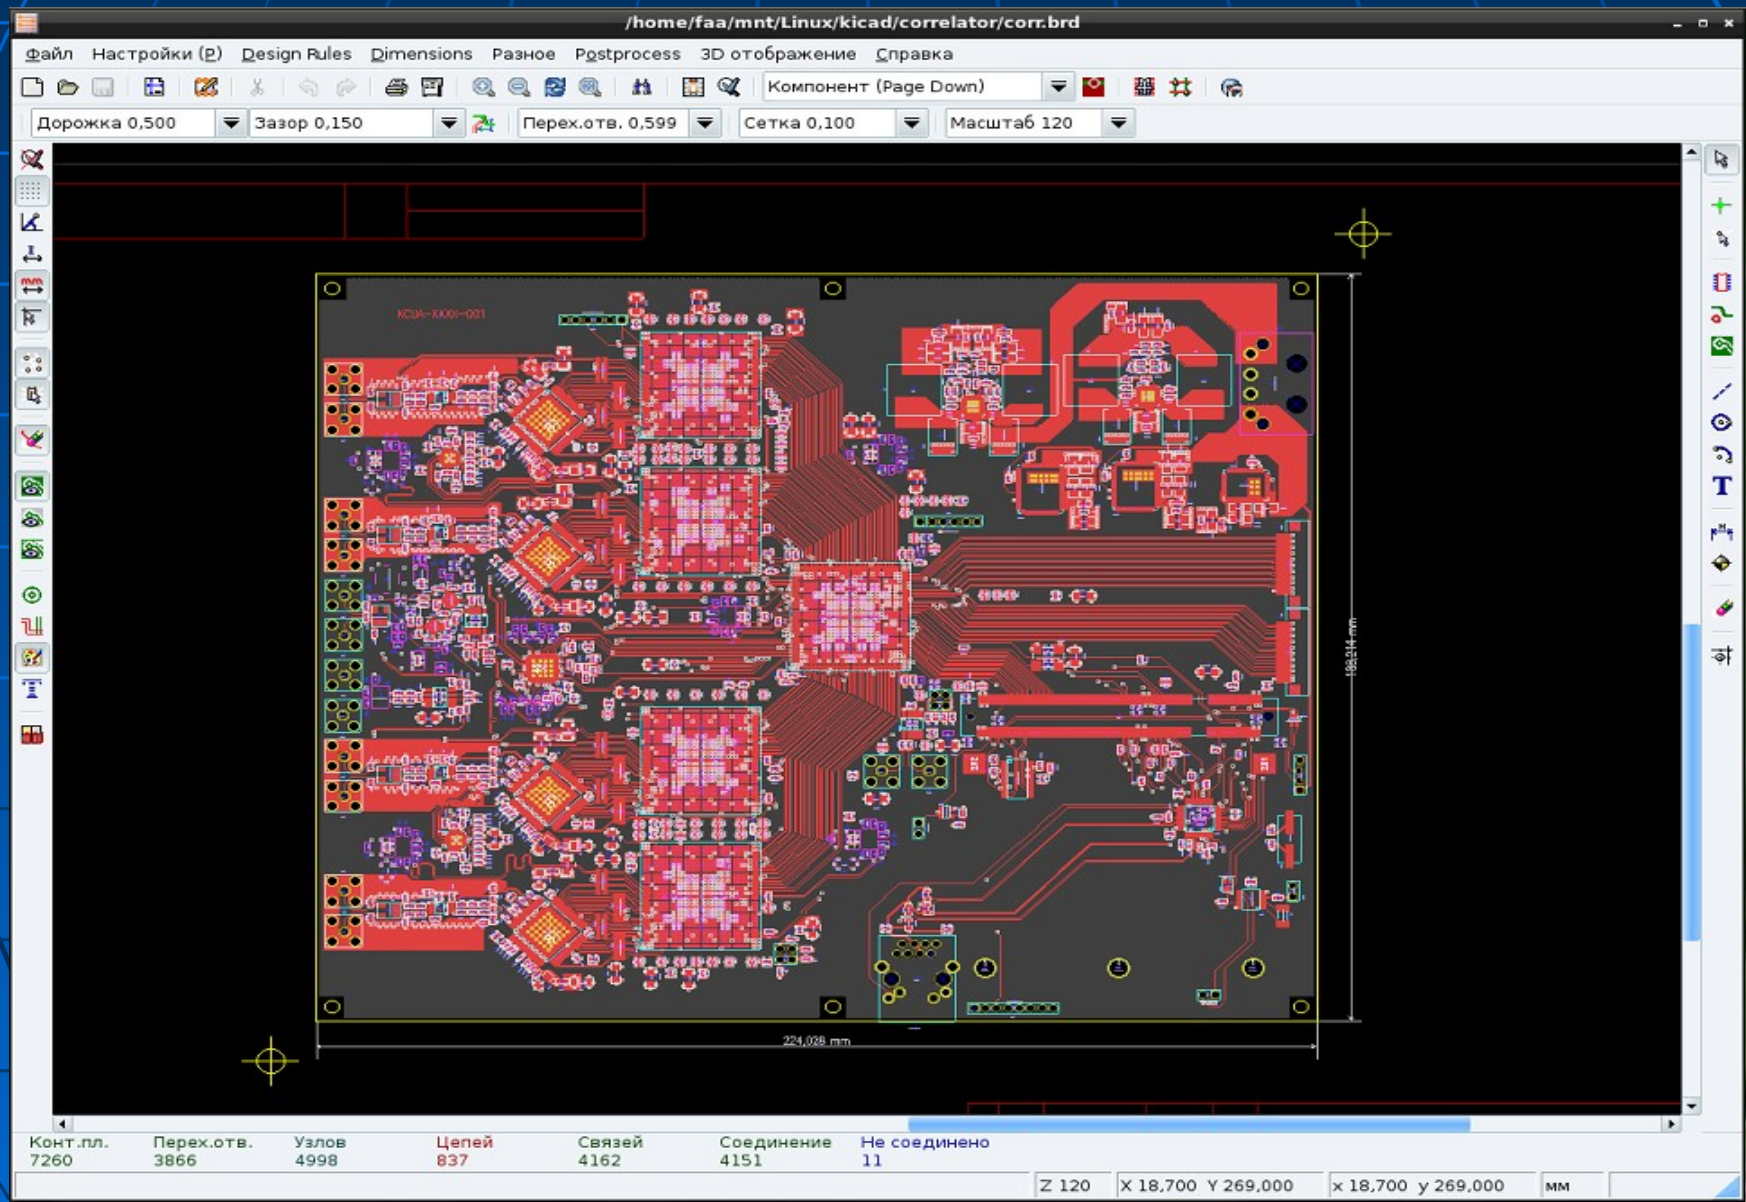 /home/faa/mnt/Linux/kicad/correlator/corr.brd
Файл Настройки (P) Design Rules Dimensions Разное Postprocess 3D отображение Справка
Компонент (Page Down)
Дорожка 0,500 Зазор 0,150 Перех.отв. 0,599 Сетка 0,100 Масштаб 120
224,028 mm
Конт.пл. Перех.отв. Узлов Цепей Связей Соединение Не соединено
7260 3866 4998 837 4162 4151 11
Z 120 X 18,700 Y 269,000 x 18,700 y 269,000 мм